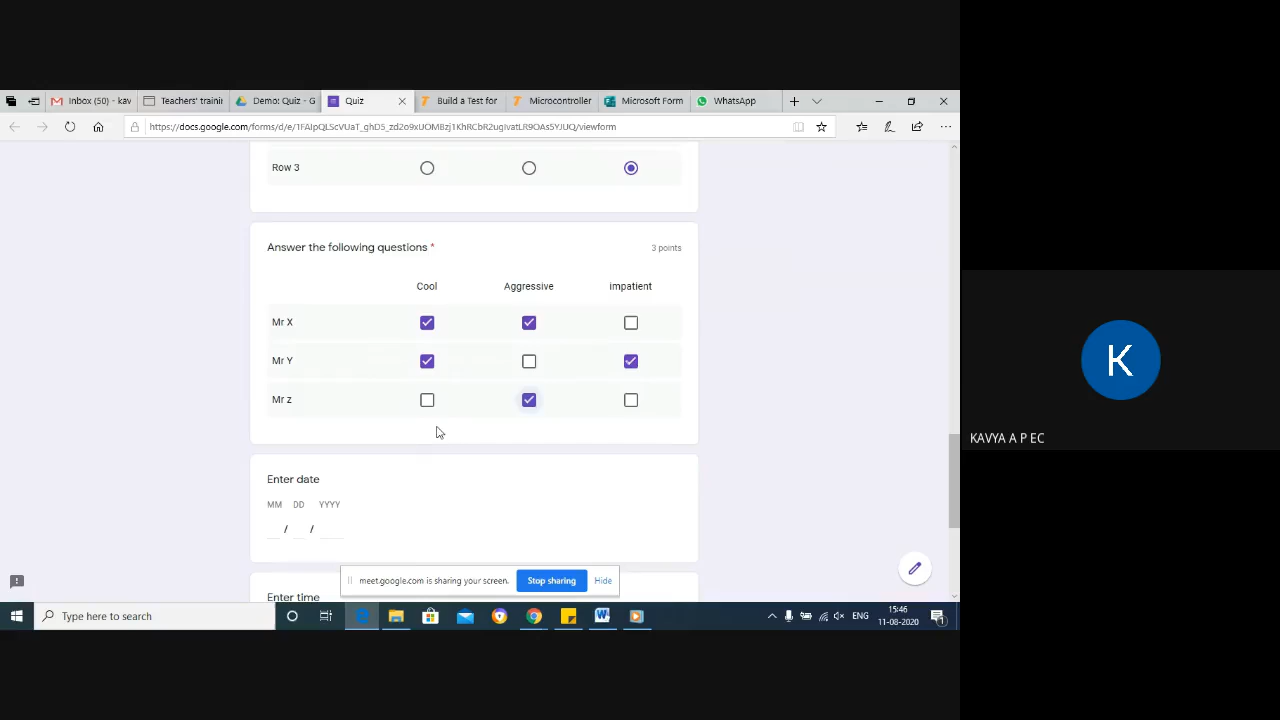 Inbox (50) - kav
Teachers' trainin
Demo: Quiz - G
Quiz
Build a Test for
Microcontroller
Microsoft Form
WhatsApp
https://docs.google.com/forms/d/e/1FAIpQLScVUaT_ghD5_zd2o9xUOM8zj1KhRCbR2ugIvatLR9OAs5YJUQ/viewform
Row 3
Answer the following questions *
3 points
Cool Aggressive impatient
Mr X
Mr Y
Mr z
Enter date
MM DD YYYY
/ /
Enter time
meet.google.com is sharing your screen.
Stop sharing
Hide
Type here to search
ENG
15:46
11-08-2020
K
KAVYA A P EC